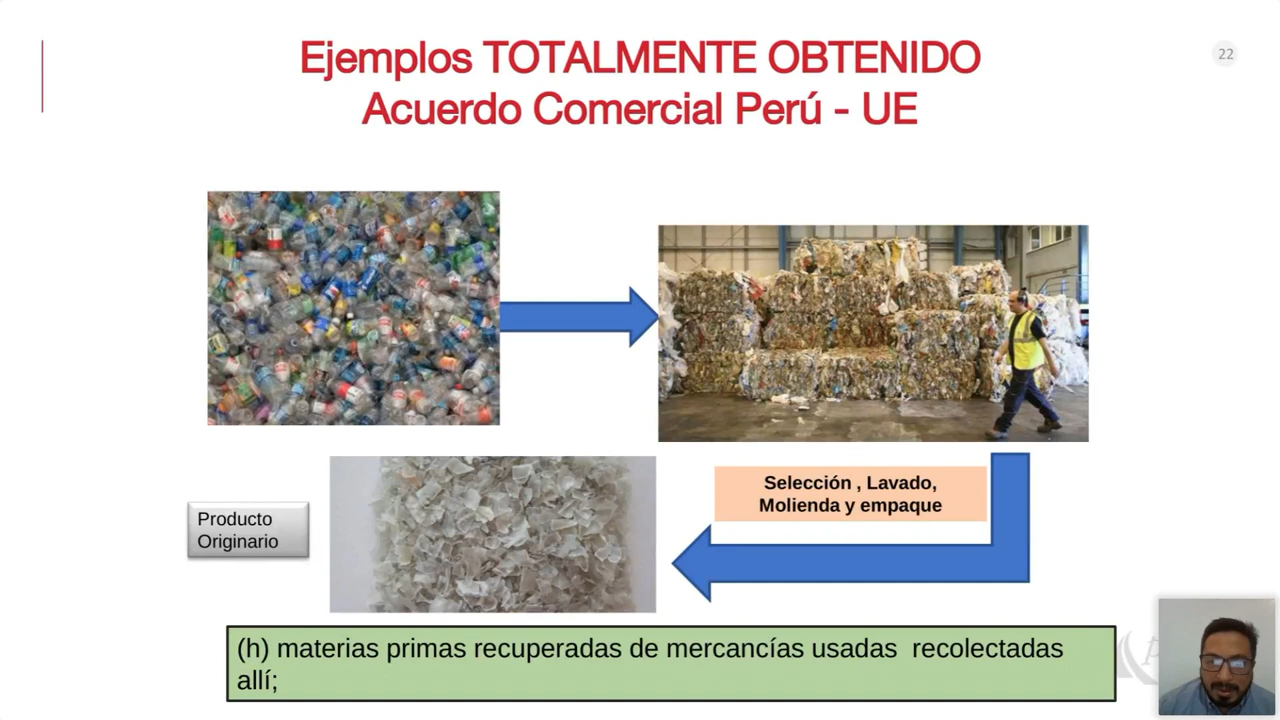 Ejemplos TOTALMENTE OBTENIDO
Acuerdo Comercial Perú - UE
22
Selección , Lavado,
Molienda y empaque
Producto
Originario
(h) materias primas recuperadas de mercancías usadas  recolectadas
allí;